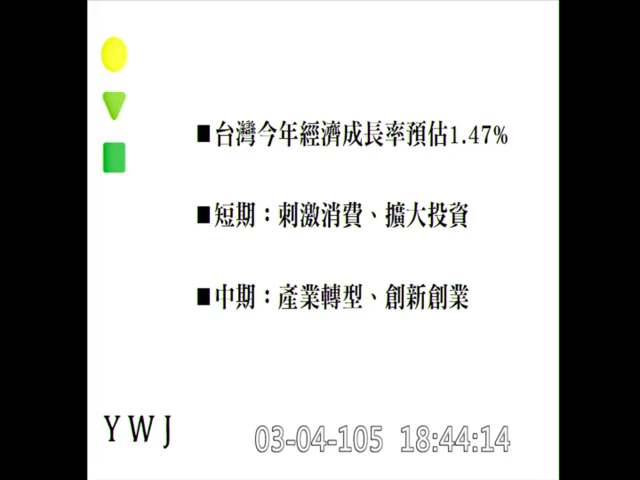 ■台灣今年經濟成長率預估1.47%
■短期：刺激消費、擴大投資
■中期：產業轉型、創新創業
YWJ
03-04-105 18:44:14